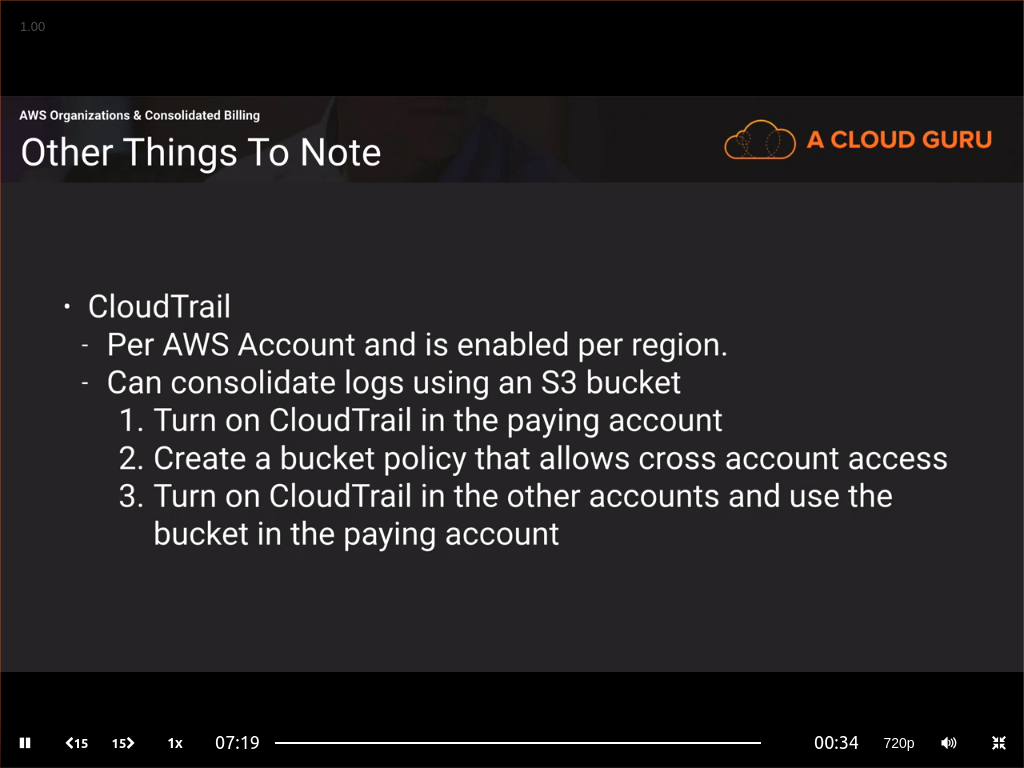 1.00
AWS Organizations & Consolidated Billing
Other Things To Note
A CLOUD GURU
• CloudTrail
- Per AWS Account and is enabled per region.
- Can consolidate logs using an S3 bucket
1. Turn on CloudTrail in the paying account
2. Create a bucket policy that allows cross account access
3. Turn on CloudTrail in the other accounts and use the
bucket in the paying account
15 15 1x 07:19 00:34 720p